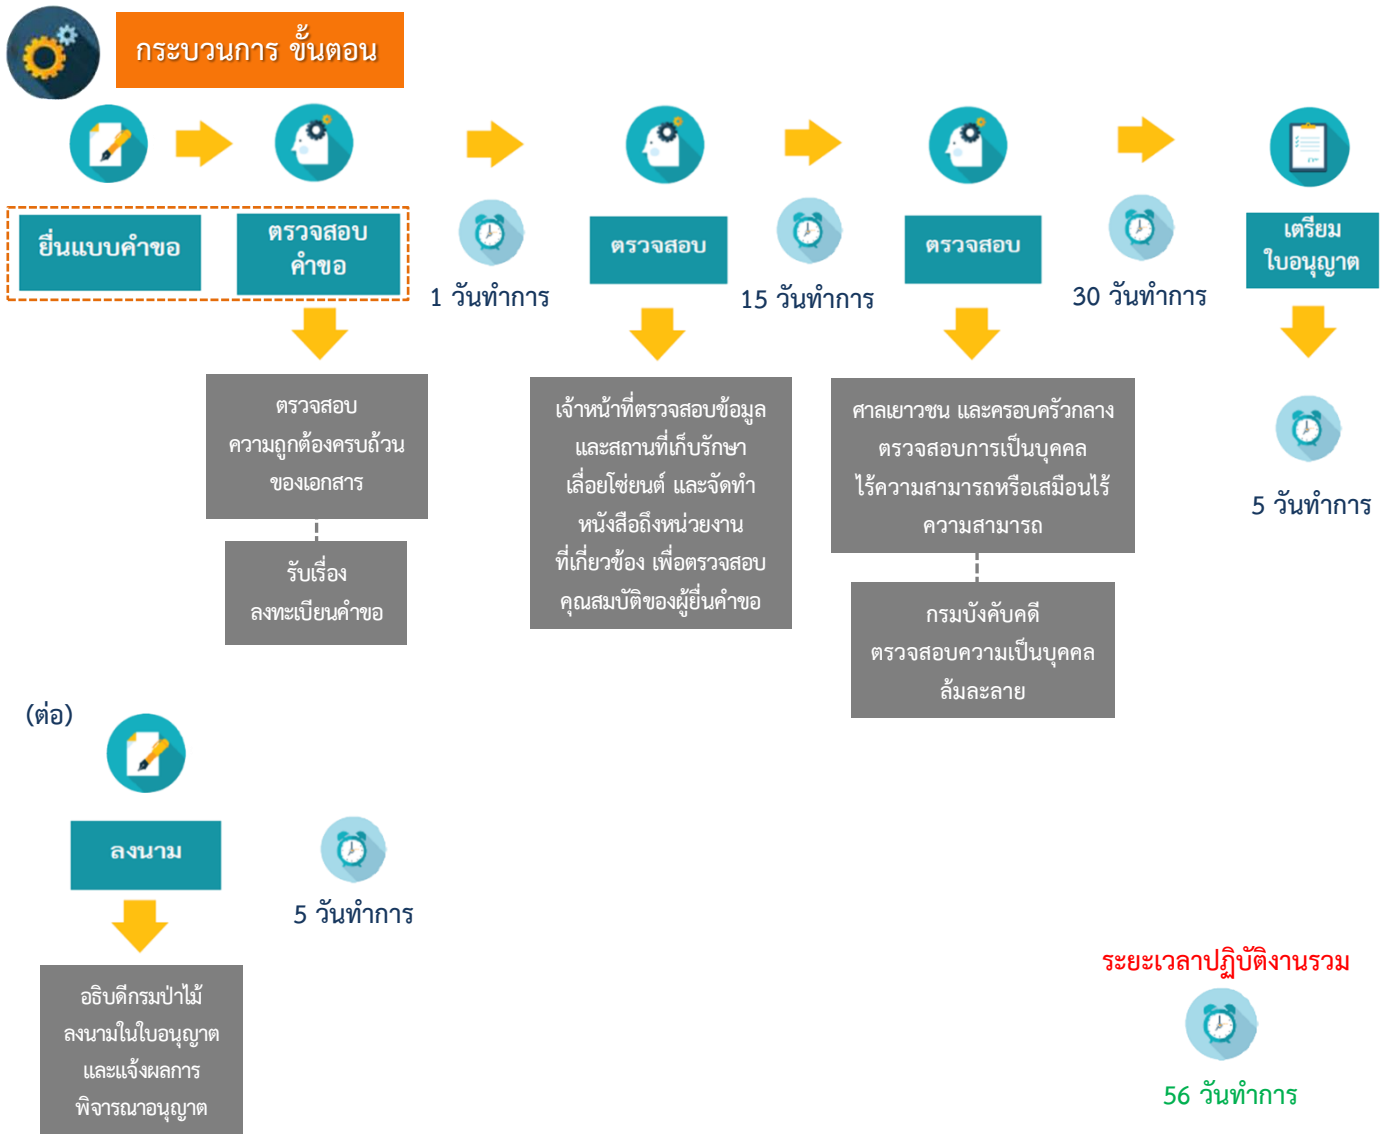 กระบวนการ ขั้นตอน
ยื่นแบบคำขอ
ตรวจสอบ
คำขอ
1 วันทำการ
ตรวจสอบ
15 วันทำการ
ตรวจสอบ
30 วันทำการ
เตรียม
ใบอนุญาต
ตรวจสอบ
ความถูกต้องครบถ้วน
ของเอกสาร
รับเรื่อง
ลงทะเบียนคำขอ
เจ้าหน้าที่ตรวจสอบข้อมูล
และสถานที่เก็บรักษา
เลื่อยโซ่ยนต์ และจัดทำ
หนังสือถึงหน่วยงาน
ที่เกี่ยวข้อง เพื่อตรวจสอบ
คุณสมบัติของผู้ยื่นคำขอ
ศาลเยาวชน และครอบครัวกลาง
ตรวจสอบการเป็นบุคคล
ไร้ความสามารถหรือเสมือนไร้
ความสามารถ
กรมบังคับคดี
ตรวจสอบความเป็นบุคคล
ล้มละลาย
5 วันทำการ
(ต่อ)
ลงนาม
5 วันทำการ
อธิบดีกรมป่าไม้
ลงนามในใบอนุญาต
และแจ้งผลการ
พิจารณาอนุญาต
ระยะเวลาปฏิบัติงานรวม
56 วันทำการ